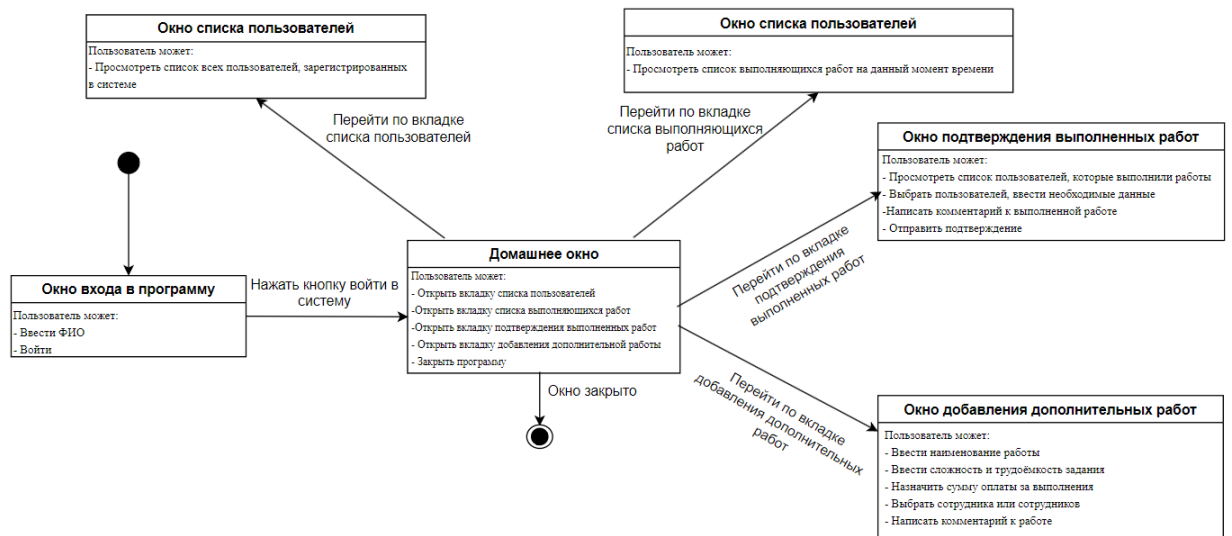 Окно списка пользователей
Пользователь может:
- Просмотреть список всех пользователей, зарегистрированных
в системе
Окно списка пользователей
Пользователь может:
- Просмотреть список выполняющихся работ на данный момент времени
Перейти по вкладке
списка пользователей
Перейти по вкладке
списка выполняющихся
работ
Окно подтверждения выполненных работ
Пользователь может:
- Просмотреть список пользователей, которые выполнили работы
- Выбрать пользователей, ввести необходимые данные
-Написать комментарий к выполненной работе
- Отправить подтверждение
Окно входа в программу
Пользователь может:
- Ввести ФИО
- Войти
Нажать кнопку войти в
систему
Домашнее окно
Пользователь может:
- Открыть вкладку списка пользователей
-Открыть вкладку списка выполняющихся работ
-Открыть вкладку подтверждения выполненных работ
- Открыть вкладку добавления дополнительной работы
- Закрыть программу
Перейти по вкладке
подтверждения
выполненных работ
Окно закрыто
Перейти по вкладке
добавления дополнительных
работ
Окно добавления дополнительных работ
Пользователь может:
- Ввести наименование работы
- Ввести сложность и трудоёмкость задания
- Назначить сумму оплаты за выполнения
- Выбрать сотрудника или сотрудников
- Написать комментарий к работе